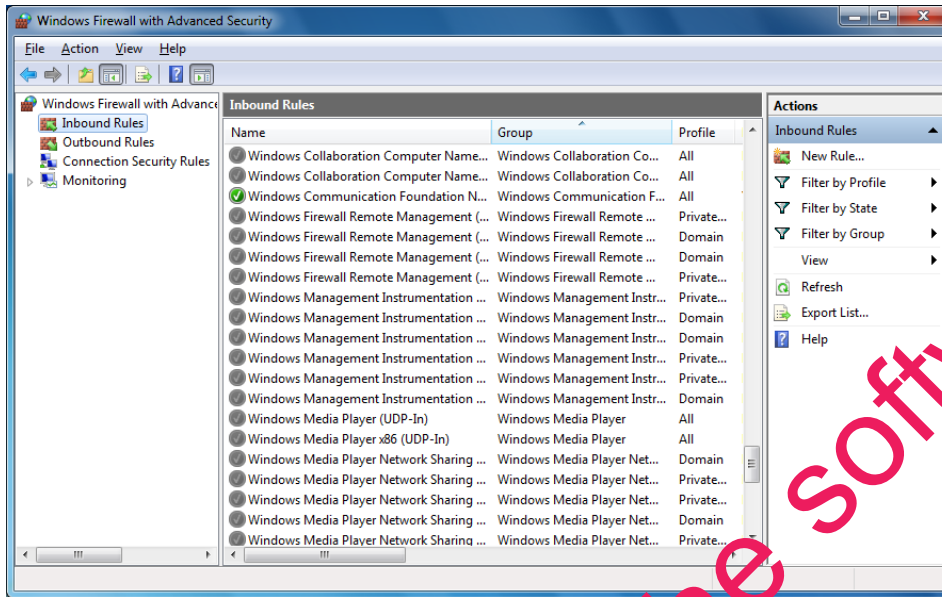 Windows Firewall with Advanced Security
File Action View Help
Windows Firewall with Advance
Inbound Rules
Outbound Rules
Connection Security Rules
Monitoring
Inbound Rules
Name Group Profile
Windows Collaboration Computer Name... Windows Collaboration Co... All
Windows Collaboration Computer Name... Windows Collaboration Co... All
Windows Communication Foundation N... Windows Communication F... All
Windows Firewall Remote Management (... Windows Firewall Remote ... Private...
Windows Firewall Remote Management (... Windows Firewall Remote ... Domain
Windows Firewall Remote Management (... Windows Firewall Remote ... Domain
Windows Firewall Remote Management (... Windows Firewall Remote ... Private...
Windows Management Instrumentation ... Windows Management Instr... Private...
Windows Management Instrumentation ... Windows Management Instr... Domain
Windows Management Instrumentation ... Windows Management Instr... Domain
Windows Management Instrumentation ... Windows Management Instr... Private...
Windows Management Instrumentation ... Windows Management Instr... Private...
Windows Management Instrumentation ... Windows Management Instr... Domain
Windows Media Player (UDP-In) Windows Media Player All
Windows Media Player x86 (UDP-In) Windows Media Player All
Windows Media Player Network Sharing ... Windows Media Player Net... Domain
Windows Media Player Network Sharing ... Windows Media Player Net... Private...
Windows Media Player Network Sharing ... Windows Media Player Net... Private...
Windows Media Player Network Sharing ... Windows Media Player Net... Domain
Windows Media Player Network Sharing ... Windows Media Player Net... Private...
Actions
Inbound Rules
New Rule...
Filter by Profile
Filter by State
Filter by Group
View
Refresh
Export List...
Help